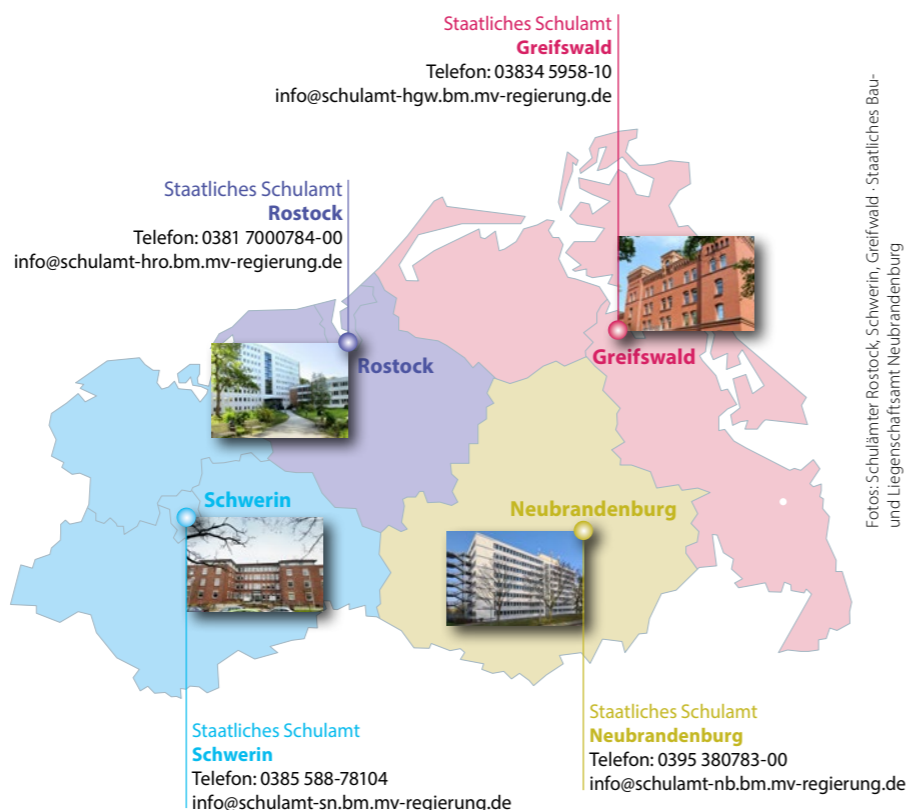 Staatliches Schulamt
Greifswald
Telefon: 03834 5958-10
info@schulamt-hgw.bm.mv-regierung.de
Staatliches Schulamt
Rostock
Telefon: 0381 7000784-00
info@schulamt-hro.bm.mv-regierung.de
Fotos: Schulämter Rostock, Schwerin, Greifwald · Staatliches Bau-
und Liegenschaftsamt Neubrandenburg
Greifswald
Rostock
Schwerin
Neubrandenburg
Staatliches Schulamt
Schwerin
Telefon: 0385 588-78104
info@schulamt-sn.bm.mv-regierung.de
Staatliches Schulamt
Neubrandenburg
Telefon: 0395 380783-00
info@schulamt-nb.bm.mv-regierung.de